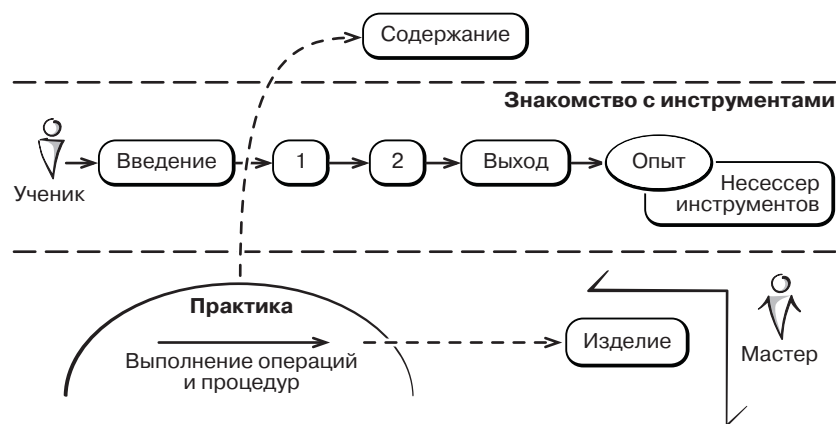 Содержание
Знакомство с инструментами
Ученик
Введение
1
2
Выход
Опыт
Несессер
инструментов
Практика
Выполнение операций
и процедур
Изделие
Мастер